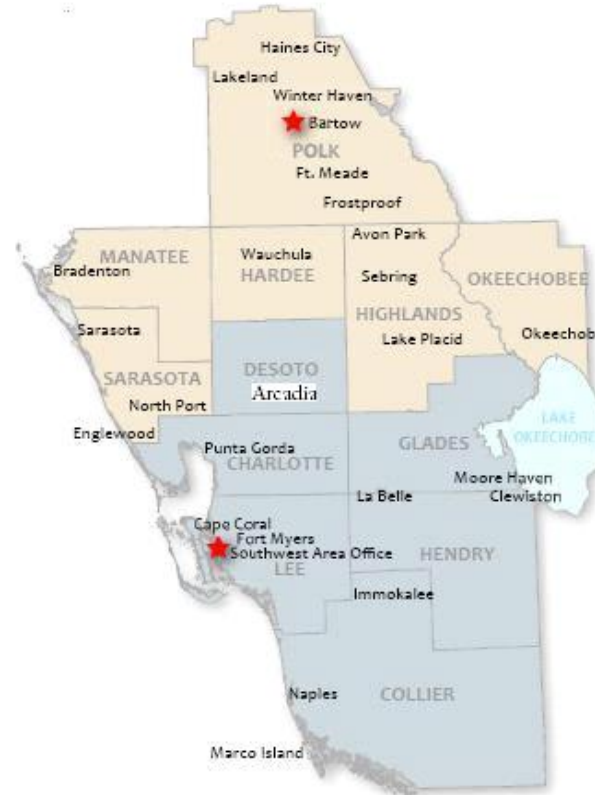 Haines City
Lakeland
Winter Haven
Bartow
POLK
Ft. Meade
Frostproof
Avon Park
Wauchula
MANATEE
HARDEE
Bradenton
Sebring
OKEECHOBEE
HIGHLANDS
Sarasota
Lake Placid
Okeechob
DESOTO
SARASOTA
Arcadia
North Port
Englewood
LAKE
OKEECHOBE
Punta Gorda
GLADES
CHARLOTTE
Moore Haven
La Belle
Clewiston
Cape Coral
Fort Myers
Southwest Area Office
HENDRY
LEE
Immokalee
Naples
COLLIER
Marco Island